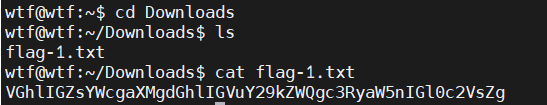 wtf@wtf:~$ cd Downloads
wtf@wtf:~/Downloads$ ls
flag-1.txt
wtf@wtf:~/Downloads$ cat flag-1.txt
VGhlIGZsYWcgaXMgdGhlIGVuY29kZWQgc3RyaW5nIGl0c2VsZg